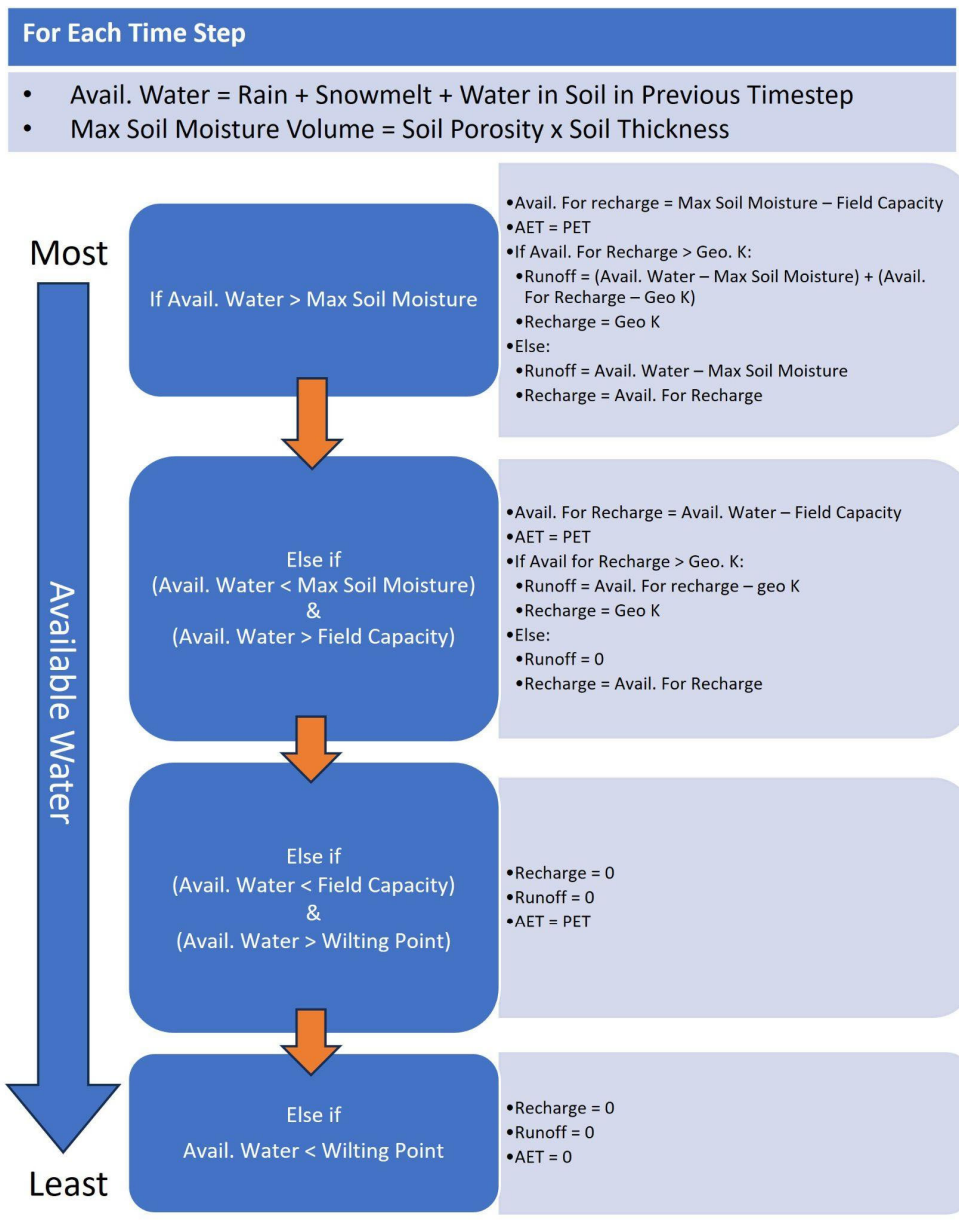 For Each Time Step
• Avail. Water = Rain + Snowmelt + Water in Soil in Previous Timestep
• Max Soil Moisture Volume = Soil Porosity x Soil Thickness
Most
Available Water
Least
If Avail. Water > Max Soil Moisture
•Avail. For recharge = Max Soil Moisture – Field Capacity
•AET = PET
•If Avail. For Recharge > Geo. K:
•Runoff = (Avail. Water – Max Soil Moisture) + (Avail.
For Recharge – Geo K)
•Recharge = Geo K
•Else:
•Runoff = Avail. Water – Max Soil Moisture
•Recharge = Avail. For Recharge
Else if
(Avail. Water < Max Soil Moisture)
&
(Avail. Water > Field Capacity)
•Avail. For Recharge = Avail. Water – Field Capacity
•AET = PET
•If Avail for Recharge > Geo. K:
•Runoff = Avail. For recharge – geo K
•Recharge = Geo K
•Else:
•Runoff = 0
•Recharge = Avail. For Recharge
Else if
(Avail. Water < Field Capacity)
&
(Avail. Water > Wilting Point)
•Recharge = 0
•Runoff = 0
•AET = PET
Else if
Avail. Water < Wilting Point
•Recharge = 0
•Runoff = 0
•AET = 0